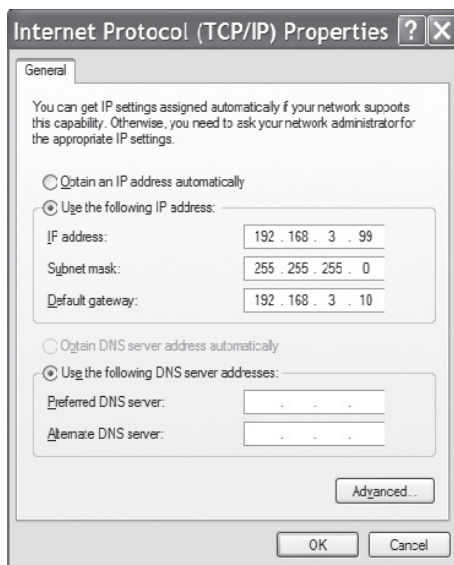 Internet Protocol (TCP/IP) Properties ? X
General
You can get IP settings assigned automatically if your network supports
this capability. Otherwise, you need to ask your network administrator for
the appropriate IP settings.
Obtain an IP address automatically
Use the following IP address:
IP address: 192 . 168 . 3 . 99
Subnet mask: 255 . 255 . 255 . 0
Default gateway: 192 . 168 . 3 . 10
Obtain DNS server address automatically
Use the following DNS server addresses:
Preferred DNS server: . . .
Alternate DNS server: . . .
Advanced...
OK Cancel